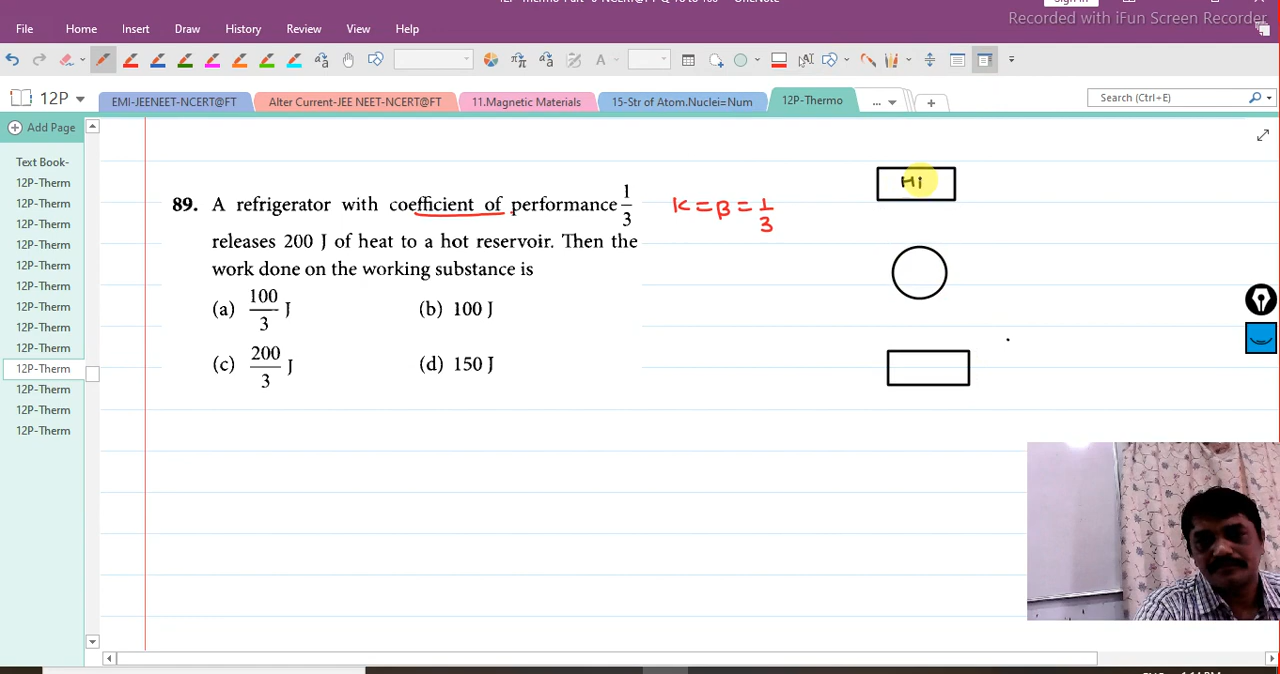 Recorded with iFun Screen Recorder
File Home Insert Draw History Review View Help
12P
EMI-JEENEET-NCERT@FT
Alter Current-JEE NEET-NCERT@FT
11.Magnetic Materials
15-Str of Atom.Nuclei=Num
12P-Thermo
...
Search (Ctrl+E)
Add Page
Text Book-
12P-Therm
12P-Therm
12P-Therm
12P-Therm
12P-Therm
12P-Therm
12P-Therm
12P-Therm
12P-Therm
12P-Therm
12P-Therm
12P-Therm
12P-Therm
89. A refrigerator with coefficient of performance 1/3
releases 200 J of heat to a hot reservoir. Then the
work done on the working substance is
(a) 100/3 J (b) 100 J
(c) 200/3 J (d) 150 J
K = β = 1/3
Hi